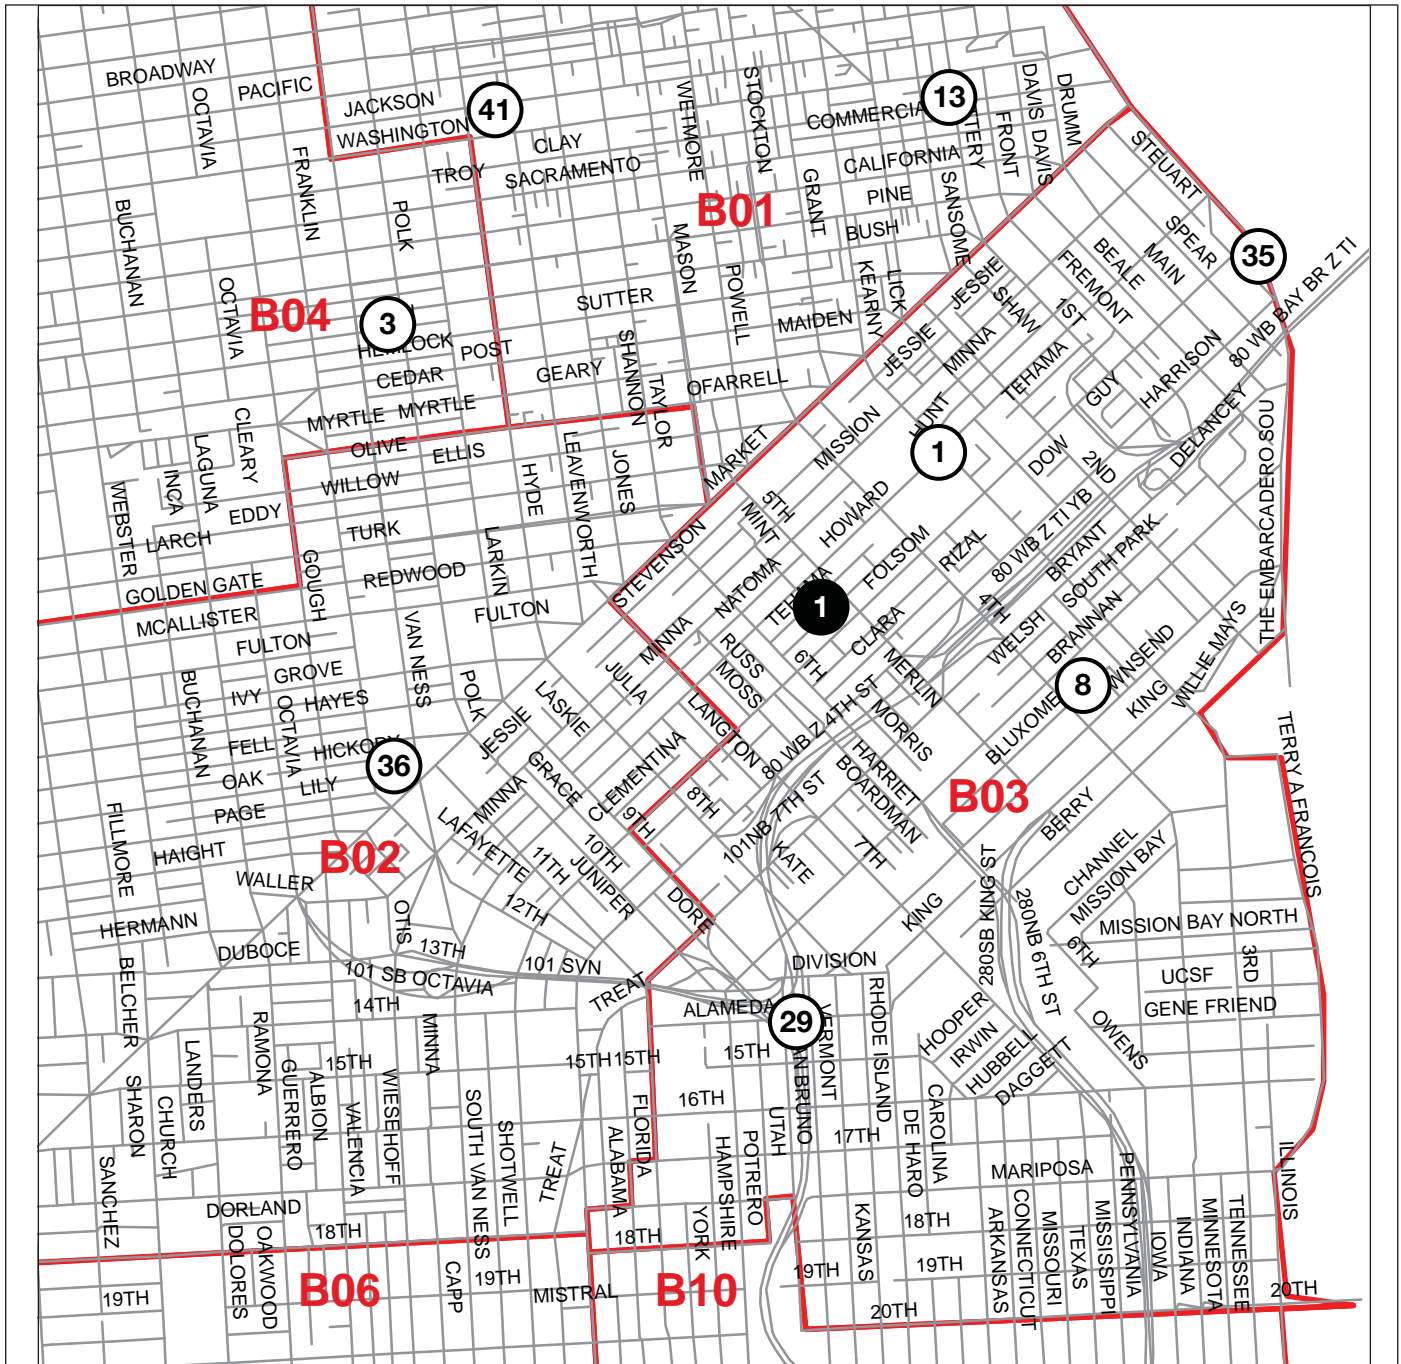 BROADWAY
PACIFIC
OCTAVIA
JACKSON
WASHINGTON
41
CLAY
TROY
SACRAMENTO
WETMORE
STOCKTON
13
COMMERCIA
TERY
FRONT
DAVIS
DAVIS
DRUMM
CALIFORNIA
PINE
BUSH
GRANT
SANSOME
STEUART
FRANKLIN
POLK
BUCHANAN
B01
MASON
POWELL
KEARNY
LICK
MAIDEN
SPEAR
MAIN
BEALE
FREMONT
35
80 WB BAY BR Z TI
OCTAVIA
B04
3
HEMLOCK
POST
CEDAR
MYRTLE
MYRTLE
SUTTER
GEARY
SHANNON
TAYLOR
OFARRELL
JESSIE
JESSIE
SHAW
MINNA
1ST
TEHAMA
GUY
HARRISON
DELANCEY
THE EMBARCADERO SOU
CLEARY
LAGUNA
INCA
WEBSTER
EDDY
LARCH
GOLDEN GATE
OLIVE
ELLIS
WILLOW
TURK
HYDE
LEAVENWORTH
JONES
MARKET
MISSION
HUNT
1
DOW
2ND
5TH
MINT
HOWARD
STEVENSON
LARKIN
REDWOOD
GOUGH
MCALLISTER
FULTON
FULTON
NATOMA
TEHAMA
1
FOLSOM
RIZAL
80 WB Z TI YB
BRYANT
SOUTH PARK
4TH
WELSH
BRANNAN
CLARA
MERLIN
MINNA
RUSS
MOSS
6TH
GROVE
IVY
HAYES
BUCHANAN
OCTAVIA
VAN NESS
POLK
JULIA
LASKIE
JESSIE
LANGTON
80 WB Z 4TH ST
MORRIS
BLUXOME
8
WNSEND
KING
WILLIE MAYS
FELL
HICKORY
36
OAK
LILY
PAGE
HAIGHT
FILLMORE
B02
WALLER
HERMANN
DUBOCE
MINNA
GRACE
CLEMENTINA
LAFAYETTE
11TH
10TH
JUNIPER
9TH
8TH
12TH
DORE
101NB 7TH ST
KATE
HARRIET
BOARDMAN
7TH
B03
BERRY
CHANNEL
MISSION BAY
TERRY A FRANCOIS
MISSION BAY NORTH
280SB KING ST
280NB 6TH ST
KING
6TH
UCSF
3RD
GENE FRIEND
OTIS
13TH
101 SB OCTAVIA
101 SVN
14TH
TREAT
DIVISION
ALAMEDA
29
VERMONT
RHODE ISLAND
HOOPER
IRWIN
HUBBELL
DAGGETT
OWENS
BELCHER
LANDERS
RAMONA
GUERRERO
ALBION
15TH
MINNA
15TH
15TH
15TH
AN BRUNO
SHARON
CHURCH
VALENCIA
WIESEHOFF
SOUTH VAN NESS
SHOTWELL
TREAT
ALABAMA
FLORIDA
16TH
HAMPSHIRE
POTRERO
UTAH
17TH
DE HARO
CAROLINA
MARIPOSA
SANCHEZ
DORLAND
18TH
DOLORES
OAKWOOD
19TH
B06
CAPP
19TH
MISTRAL
18TH
YORK
B10
19TH
KANSAS
18TH
19TH
20TH
ARKANSAS
CONNECTICUT
MISSOURI
TEXAS
MISSISSIPPI
PENNSYLVANIA
IOWA
INDIANA
MINNESOTA
TENNESSEE
ILLINOIS
20TH